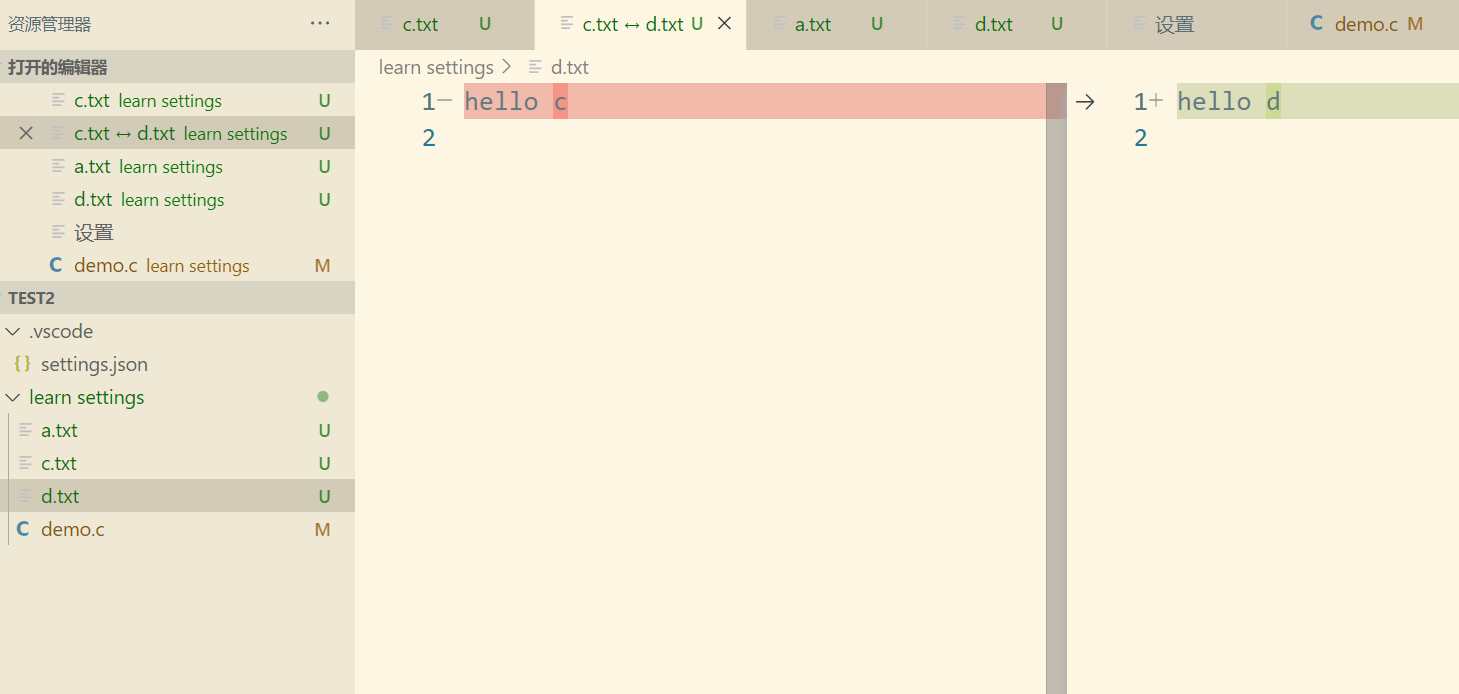 资源管理器 ···
c.txt U c.txt ↔ d.txt U a.txt U d.txt U 设置 C demo.c M
打开的编辑器
c.txt learn settings U
c.txt ↔ d.txt learn settings U
a.txt learn settings U
d.txt learn settings U
设置
C demo.c learn settings M
TEST2
.vscode
{} settings.json
learn settings
a.txt U
c.txt U
d.txt U
C demo.c M
learn settings > d.txt
1— hello c
2
→ 1+ hello d
2